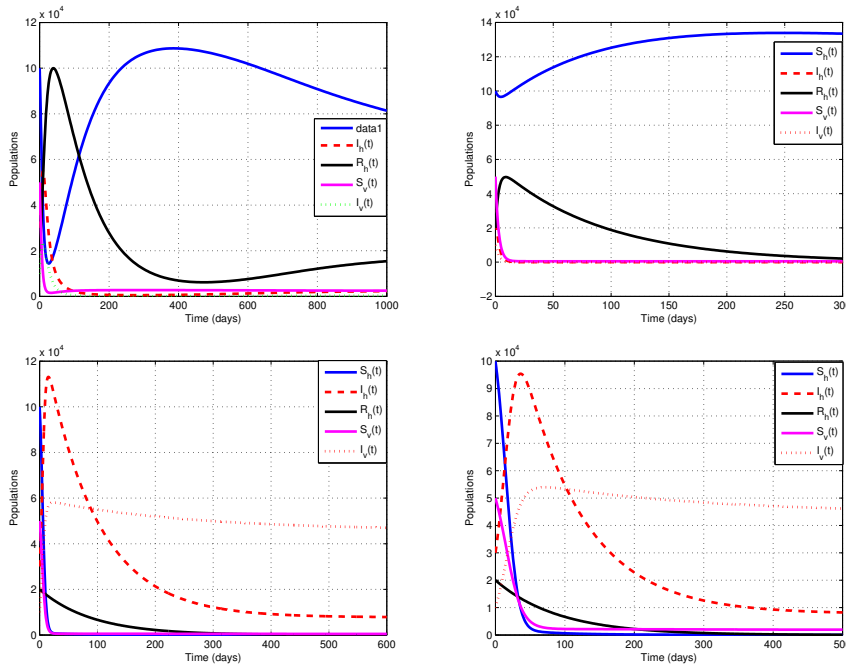 x 10^4
12
10
8
6
4
2
0
0 200 400 600 800 1000
Time (days)
Populations
data1
I_h(t)
R_h(t)
S_v(t)
I_v(t)
x 10^4
14
12
10
8
6
4
2
0
−2
0 50 100 150 200 250 300
Time (days)
Populations
S_h(t)
I_h(t)
R_h(t)
S_v(t)
I_v(t)
x 10^4
12
10
8
6
4
2
0
0 100 200 300 400 500 600
Time (days)
Populations
S_h(t)
I_h(t)
R_h(t)
S_v(t)
I_v(t)
x 10^4
10
9
8
7
6
5
4
3
2
1
0
0 100 200 300 400 500
Time (days)
Populations
S_h(t)
I_h(t)
R_h(t)
S_v(t)
I_v(t)